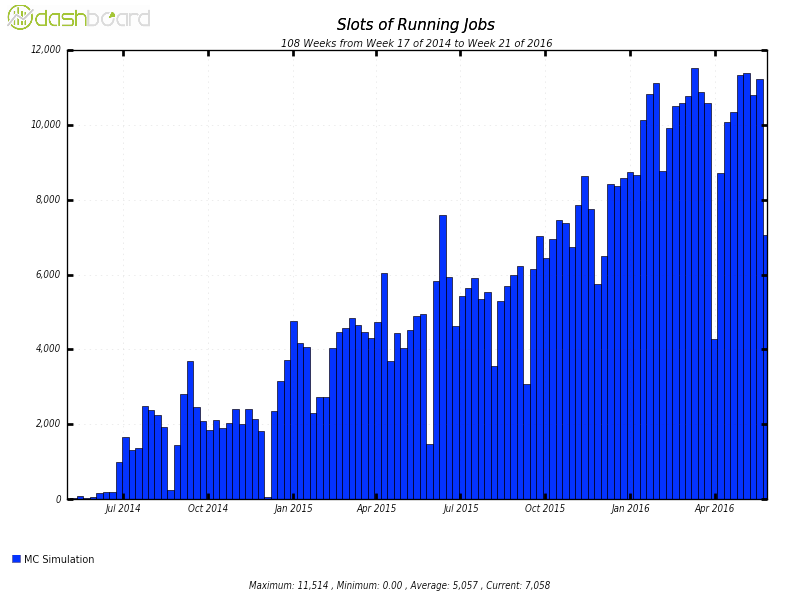 dashboard
Slots of Running Jobs
108 Weeks from Week 17 of 2014 to Week 21 of 2016
12,000
10,000
8,000
6,000
4,000
2,000
0
Jul 2014 Oct 2014 Jan 2015 Apr 2015 Jul 2015 Oct 2015 Jan 2016 Apr 2016
MC Simulation
Maximum: 11,514 , Minimum: 0.00 , Average: 5,057 , Current: 7,058